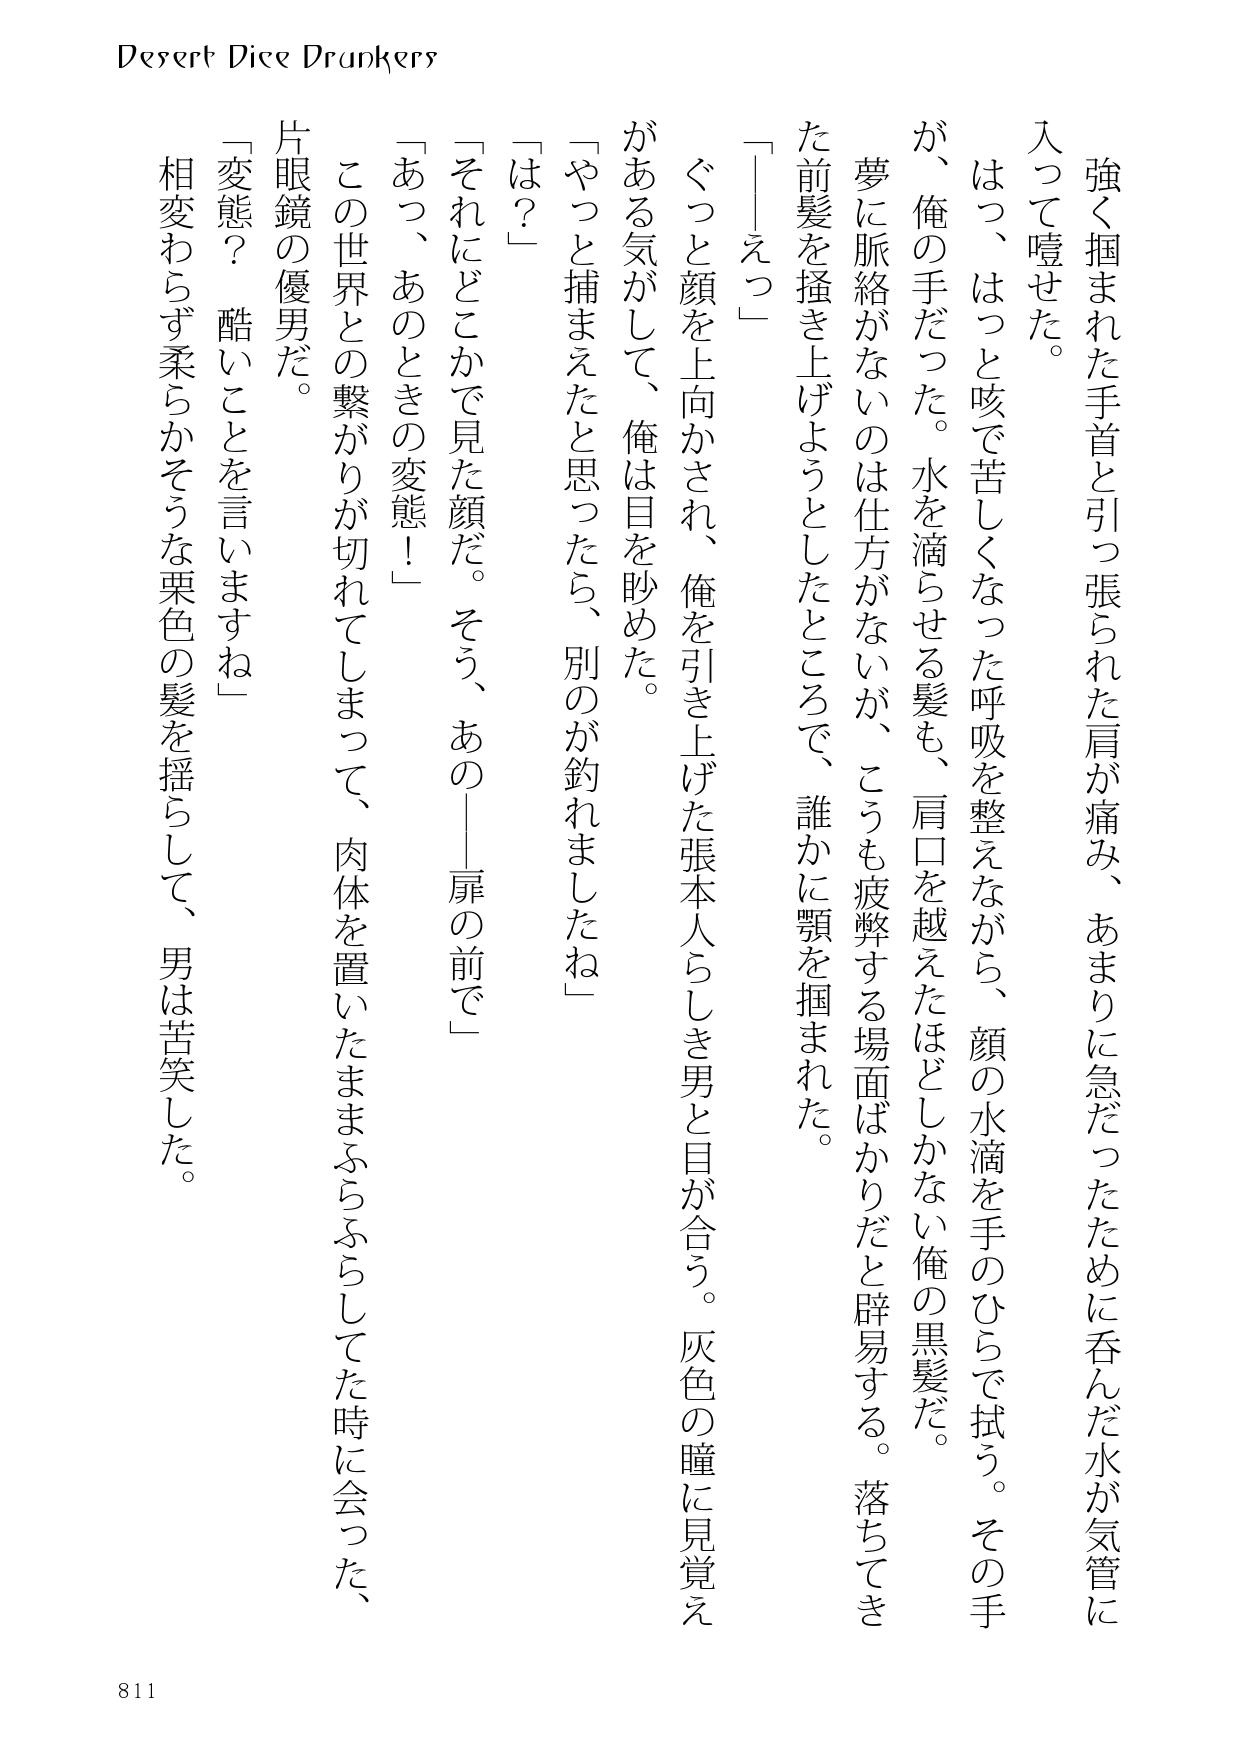 Desert Dice Drunkers
強く掴まれた手首と引っ張られた肩が痛み、あまりに急だったために呑んだ水が気管に
入って噎せた。
はっ、はっと咳で苦しくなった呼吸を整えながら、顔の水滴を手のひらで拭う。その手
が、俺の手だった。水を滴らせる髪も、肩口を越えたほどしかない俺の黒髪だ。
夢に脈絡がないのは仕方がないが、こうも疲弊する場面ばかりだと辟易する。落ちてき
た前髪を掻き上げようとしたところで、誰かに顎を掴まれた。
「――えっ」
ぐっと顔を上向かされ、俺を引き上げた張本人らしき男と目が合う。灰色の瞳に見覚え
がある気がして、俺は目を眇めた。
「やっと捕まえたと思ったら、別のが釣れましたね」
「は？」
「それにどこかで見た顔だ。そう、あの――扉の前で」
「あっ、あのときの変態！」
この世界との繋がりが切れてしまって、肉体を置いたままふらふらしてた時に会った、
片眼鏡の優男だ。
「変態？　酷いことを言いますね」
相変わらず柔らかそうな栗色の髪を揺らして、男は苦笑した。
811